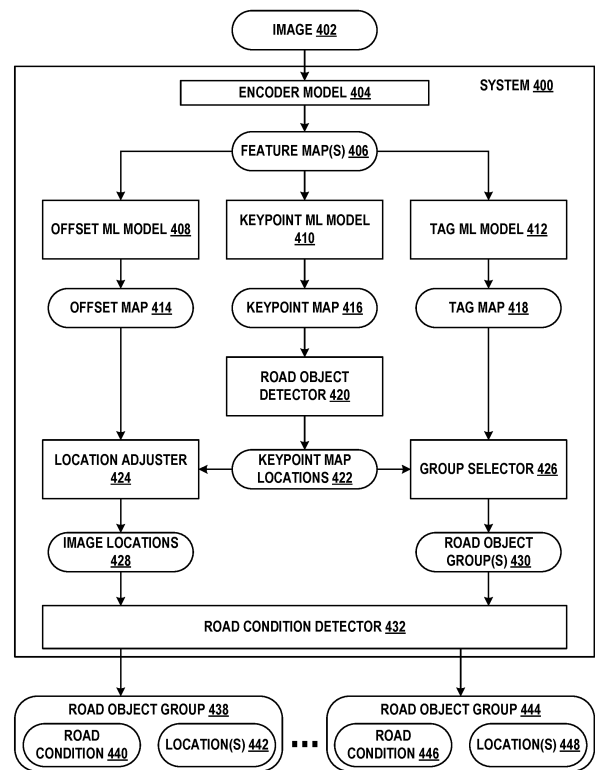 IMAGE 402
SYSTEM 400
ENCODER MODEL 404
FEATURE MAP(S) 406
OFFSET ML MODEL 408
KEYPOINT ML MODEL
410
TAG ML MODEL 412
OFFSET MAP 414
KEYPOINT MAP 416
TAG MAP 418
ROAD OBJECT
DETECTOR 420
LOCATION ADJUSTER
424
KEYPOINT MAP
LOCATIONS 422
GROUP SELECTOR 426
IMAGE LOCATIONS
428
ROAD OBJECT
GROUP(S) 430
ROAD CONDITION DETECTOR 432
ROAD OBJECT GROUP 438
ROAD
CONDITION 440
LOCATION(S) 442
ROAD OBJECT GROUP 444
ROAD
CONDITION 446
LOCATION(S) 448